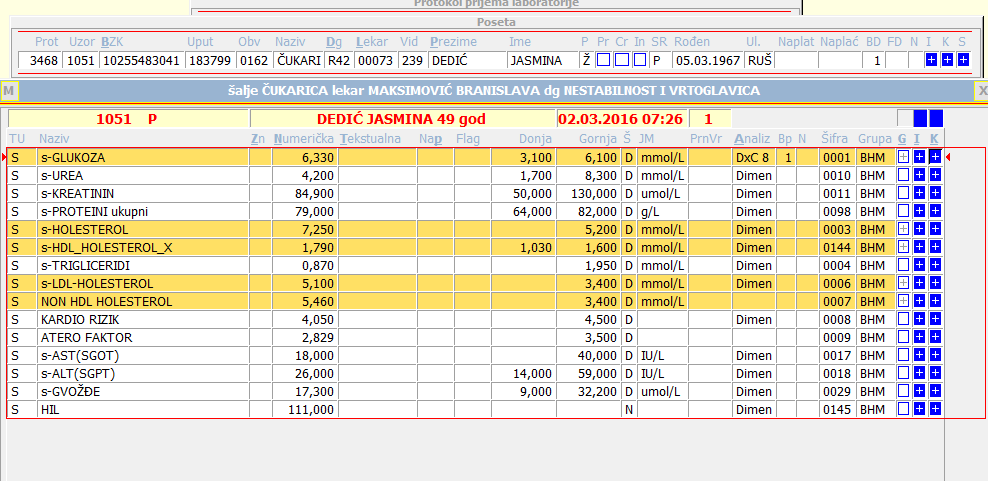 Protokol prijema laboratorije
Poseta
Prot Uzor BZK Uput Obv Naziv Dg Lekar Vid Prezime Ime P Pr Cr In SR Rođen Ul. Naplat Naplać BD FD N I K S
3468 1051 10255483041 183799 0162 ČUKARI R42 00073 239 DEDIĆ JASMINA Ž P 05.03.1967 RUŠ 1 + + +
M šalje ČUKARICA lekar MAKSIMOVIĆ BRANISLAVA dg NESTABILNOST I VRTOGLAVICA X
1051 P DEDIĆ JASMINA 49 god 02.03.2016 07:26 1
TU Naziv Zn Numerička Tekstualna Nap Flag Donja Gornja Š JM PrnVr Analiz Bp N Šifra Grupa G I K
S s-GLUKOZA 6,330 3,100 6,100 D mmol/L DxC 8 1 0001 BHM + + +
S s-UREA 4,200 1,700 8,300 D mmol/L Dimen 0010 BHM + +
S s-KREATININ 84,900 50,000 130,000 D umol/L Dimen 0011 BHM + +
S s-PROTEINI ukupni 79,000 64,000 82,000 D g/L Dimen 0098 BHM + +
S s-HOLESTEROL 7,250 5,200 D mmol/L Dimen 0003 BHM + + +
S s-HDL_HOLESTEROL_X 1,790 1,030 1,600 D mmol/L Dimen 0144 BHM + + +
S s-TRIGLICERIDI 0,870 1,950 D mmol/L Dimen 0004 BHM + +
S s-LDL-HOLESTEROL 5,100 3,400 D mmol/L Dimen 0006 BHM + + +
S NON HDL HOLESTEROL 5,460 3,400 D mmol/L 0007 BHM + + +
S KARDIO RIZIK 4,050 4,500 D Dimen 0008 BHM + +
S ATERO FAKTOR 2,829 3,500 D 0009 BHM + +
S s-AST(SGOT) 18,000 40,000 D IU/L Dimen 0017 BHM + +
S s-ALT(SGPT) 26,000 14,000 59,000 D IU/L Dimen 0018 BHM + +
S s-GVOŽĐE 17,300 9,000 32,200 D umol/L Dimen 0029 BHM + +
S HIL 111,000 N Dimen 0145 BHM + +